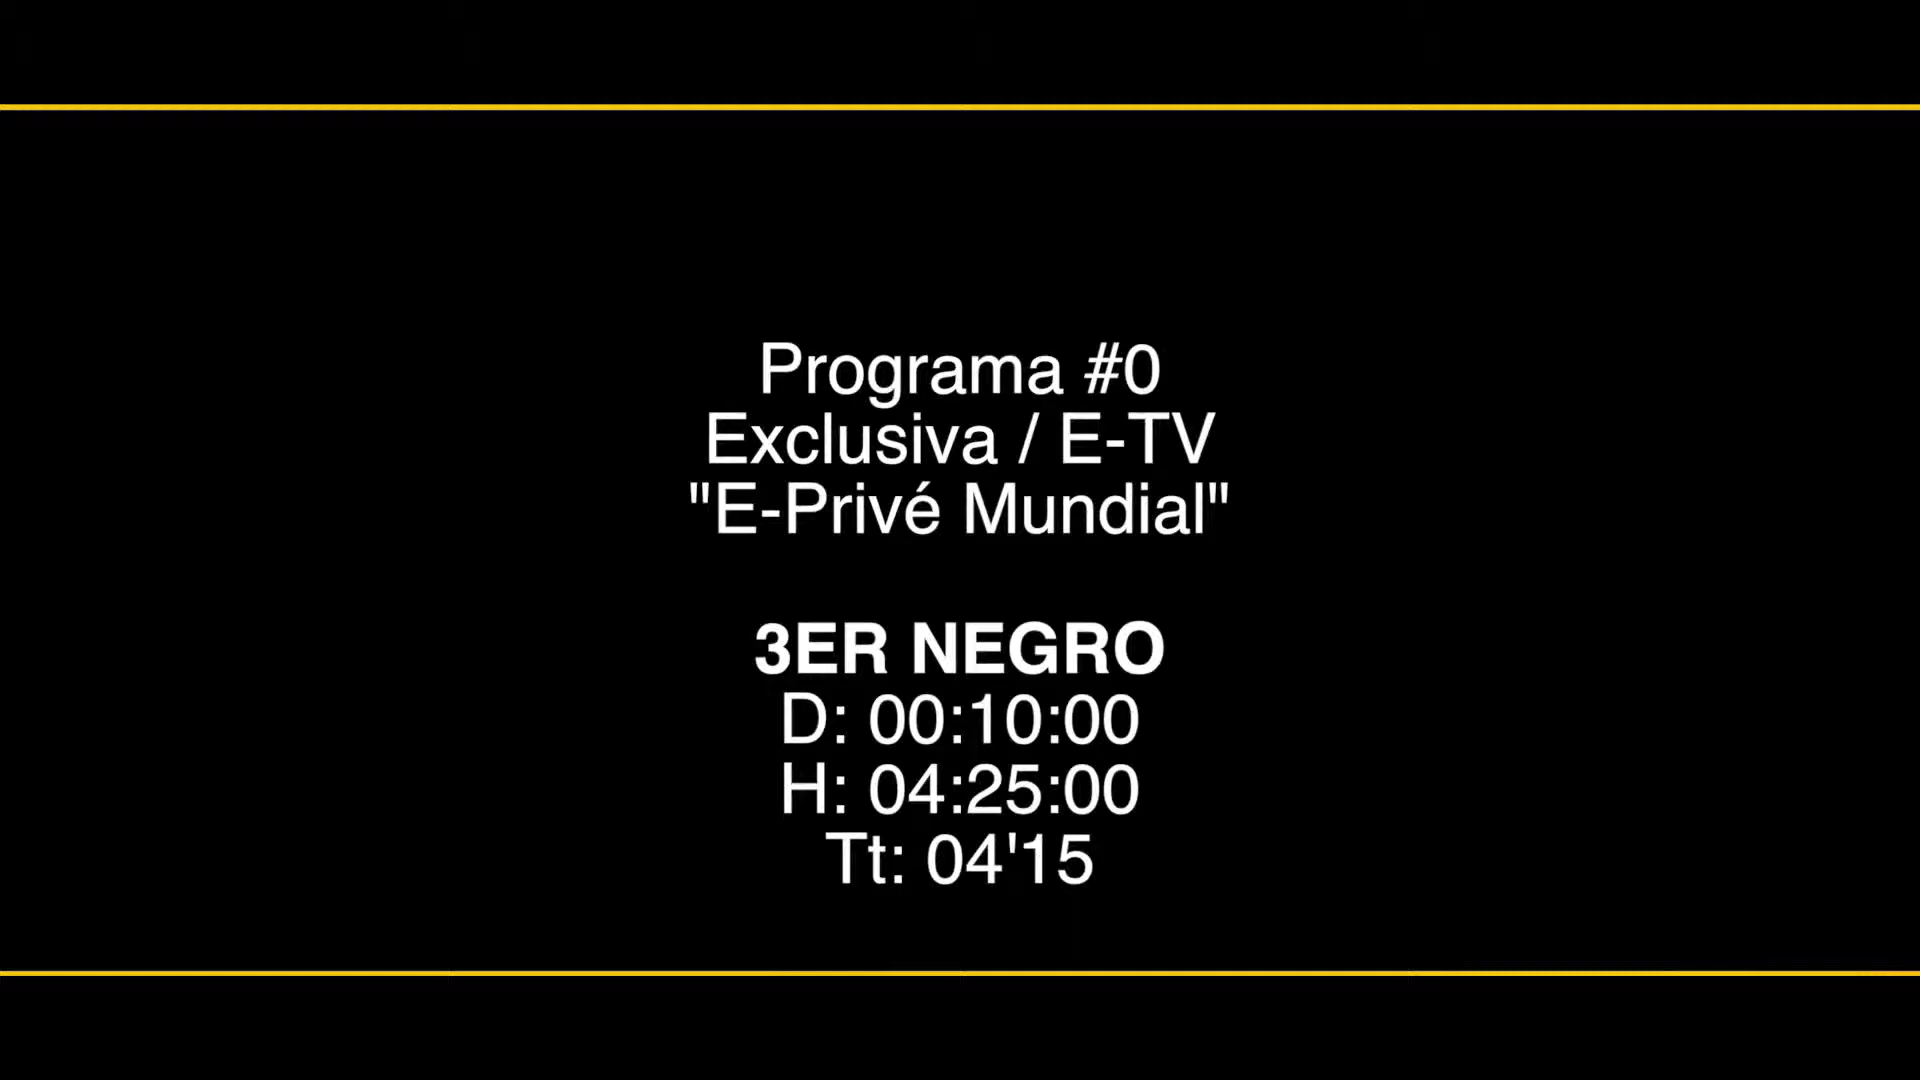 Programa #0
Exclusiva / E-TV
"E-Privé Mundial"
3ER NEGRO
D: 00:10:00
H: 04:25:00
Tt: 04'15